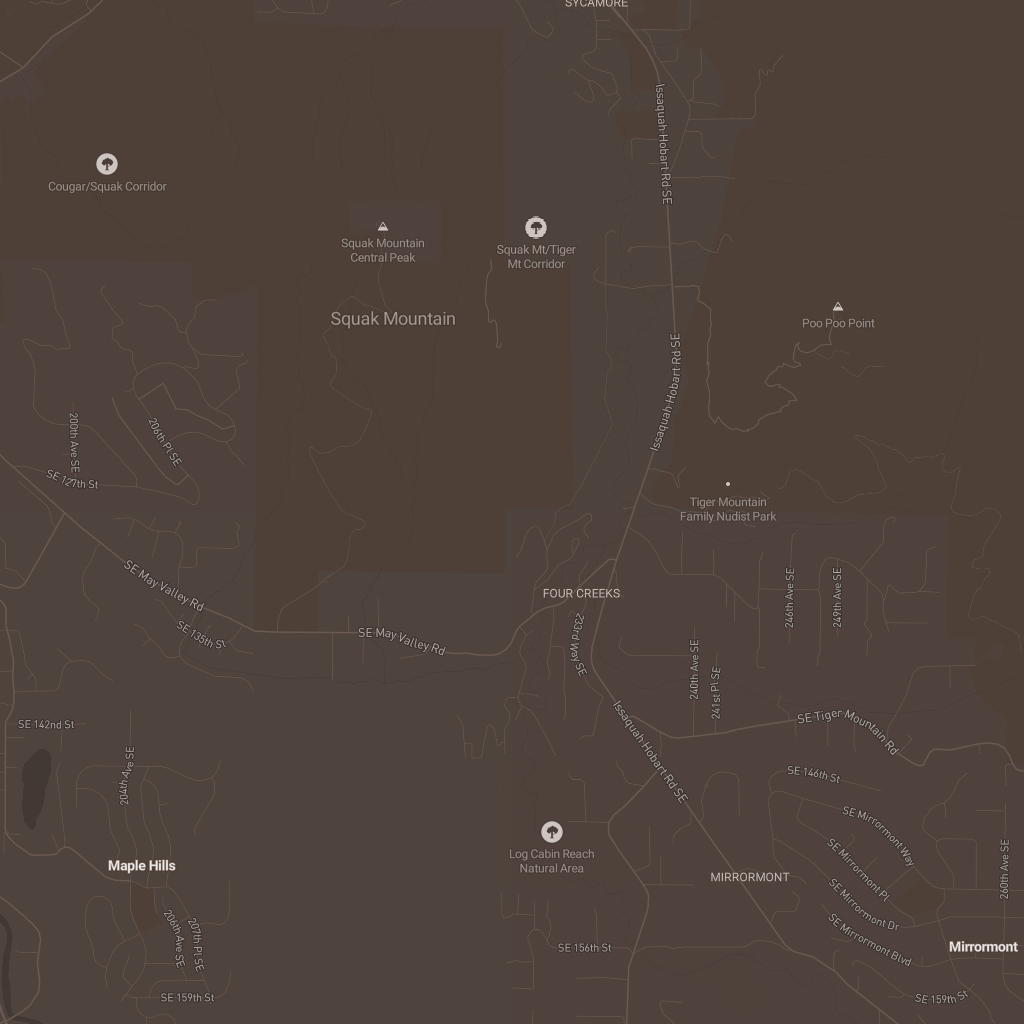 SYCAMORE
Issaquah Hobart Rd SE
Cougar/Squak Corridor
Squak Mountain
Central Peak
Squak Mt/Tiger
Mt Corridor
Squak Mountain
Poo Poo Point
Issaquah Hobart Rd SE
200th Ave SE
206th Pl SE
SE 127th St
Tiger Mountain
Family Nudist Park
SE May Valley Rd
FOUR CREEKS
246th Ave SE
249th Ave SE
SE 135th St
SE May Valley Rd
233rd Way SE
240th Ave SE
241st Pl SE
SE 142nd St
Issaquah Hobart Rd SE
SE Tiger Mountain Rd
204th Ave SE
SE 146th St
Log Cabin Reach
Natural Area
SE Mirrormont Way
Maple Hills
MIRRORMONT
SE Mirrormont Pl
260th Ave SE
SE Mirrormont Dr
206th Ave SE
207th Pl SE
SE Mirrormont Blvd
SE 156th St
Mirrormont
SE 159th St
SE 159th St